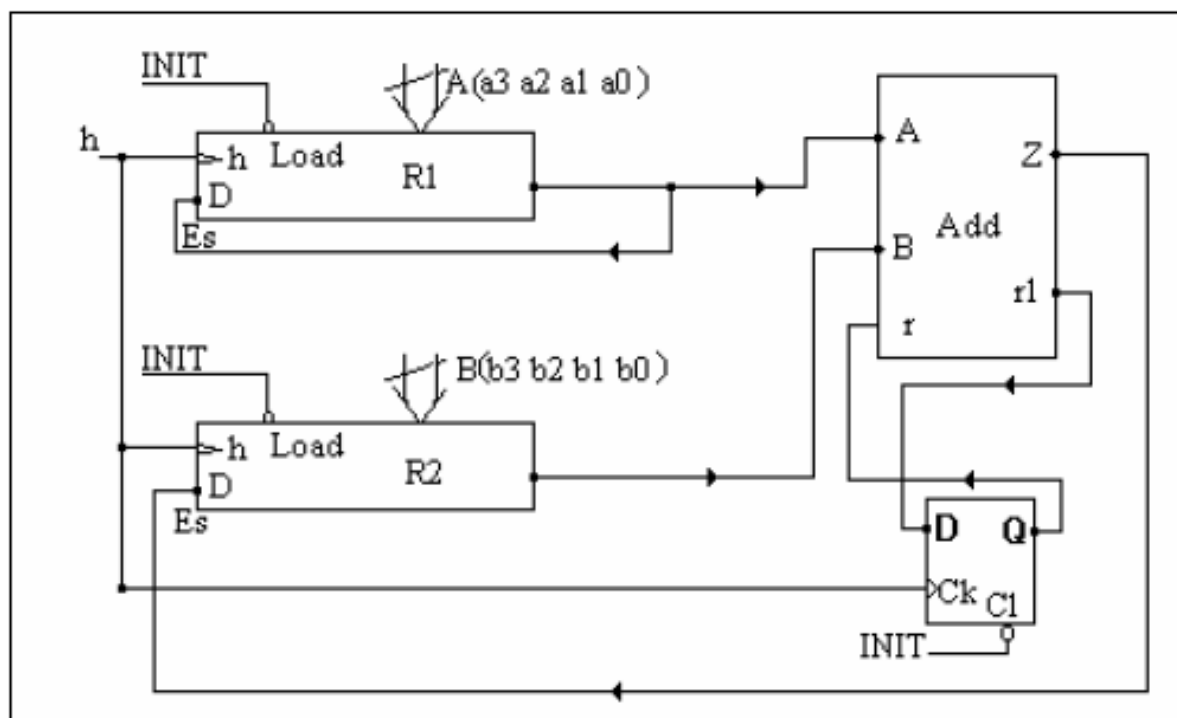 INIT
A(a3 a2 a1 a0)
h
h
Load
R1
D
Es
A
Z
Add
B
r1
r
INIT
B(b3 b2 b1 b0)
h
Load
R2
D
Es
D
Q
Ck
Cl
INIT